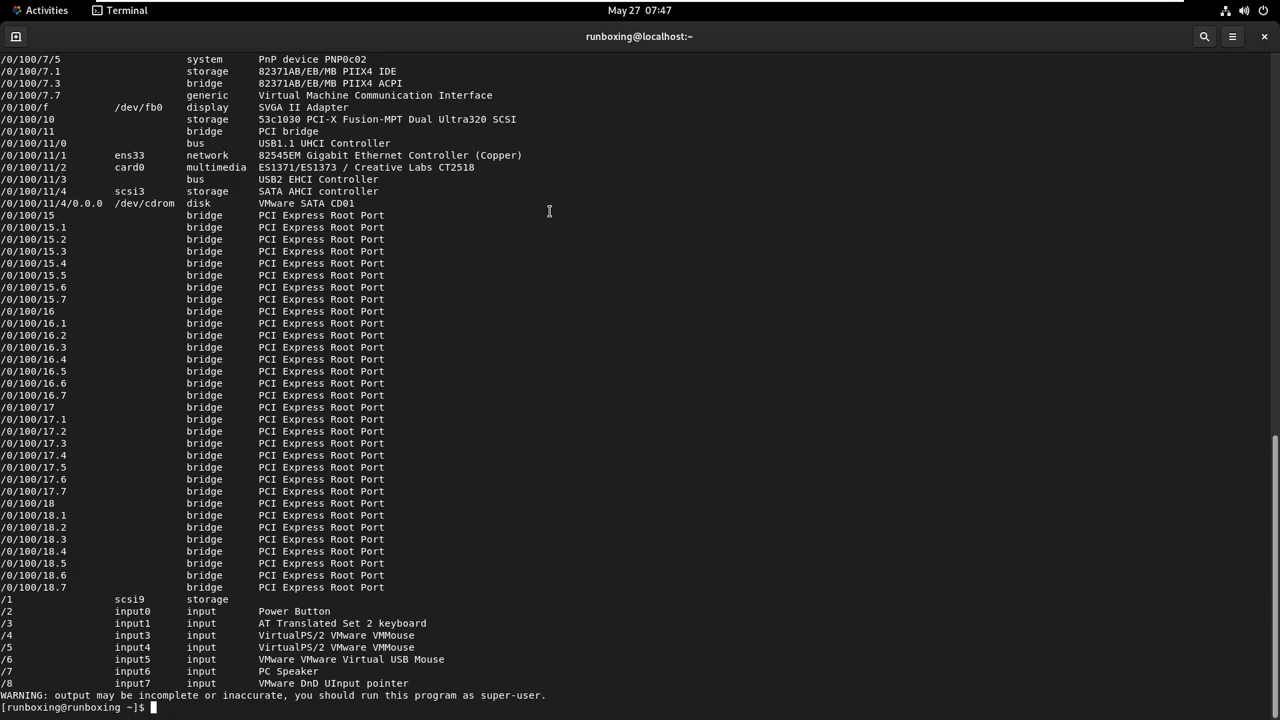 Activities Terminal May 27 07:47
runboxing@localhost:~
/0/100/7/5 system PnP device PNP0c02
/0/100/7.1 storage 82371AB/EB/MB PIIX4 IDE
/0/100/7.3 bridge 82371AB/EB/MB PIIX4 ACPI
/0/100/7.7 generic Virtual Machine Communication Interface
/0/100/f /dev/fb0 display SVGA II Adapter
/0/100/10 storage 53c1030 PCI-X Fusion-MPT Dual Ultra320 SCSI
/0/100/11 bridge PCI bridge
/0/100/11/0 bus USB1.1 UHCI Controller
/0/100/11/1 ens33 network 82545EM Gigabit Ethernet Controller (Copper)
/0/100/11/2 card0 multimedia ES1371/ES1373 / Creative Labs CT2518
/0/100/11/3 bus USB2 EHCI Controller
/0/100/11/4 scsi3 storage SATA AHCI controller
/0/100/11/4/0.0.0 /dev/cdrom disk VMware SATA CD01
/0/100/15 bridge PCI Express Root Port
/0/100/15.1 bridge PCI Express Root Port
/0/100/15.2 bridge PCI Express Root Port
/0/100/15.3 bridge PCI Express Root Port
/0/100/15.4 bridge PCI Express Root Port
/0/100/15.5 bridge PCI Express Root Port
/0/100/15.6 bridge PCI Express Root Port
/0/100/15.7 bridge PCI Express Root Port
/0/100/16 bridge PCI Express Root Port
/0/100/16.1 bridge PCI Express Root Port
/0/100/16.2 bridge PCI Express Root Port
/0/100/16.3 bridge PCI Express Root Port
/0/100/16.4 bridge PCI Express Root Port
/0/100/16.5 bridge PCI Express Root Port
/0/100/16.6 bridge PCI Express Root Port
/0/100/16.7 bridge PCI Express Root Port
/0/100/17 bridge PCI Express Root Port
/0/100/17.1 bridge PCI Express Root Port
/0/100/17.2 bridge PCI Express Root Port
/0/100/17.3 bridge PCI Express Root Port
/0/100/17.4 bridge PCI Express Root Port
/0/100/17.5 bridge PCI Express Root Port
/0/100/17.6 bridge PCI Express Root Port
/0/100/17.7 bridge PCI Express Root Port
/0/100/18 bridge PCI Express Root Port
/0/100/18.1 bridge PCI Express Root Port
/0/100/18.2 bridge PCI Express Root Port
/0/100/18.3 bridge PCI Express Root Port
/0/100/18.4 bridge PCI Express Root Port
/0/100/18.5 bridge PCI Express Root Port
/0/100/18.6 bridge PCI Express Root Port
/0/100/18.7 bridge PCI Express Root Port
/1 scsi9 storage
/2 input0 input Power Button
/3 input1 input AT Translated Set 2 keyboard
/4 input3 input VirtualPS/2 VMware VMMouse
/5 input4 input VirtualPS/2 VMware VMMouse
/6 input5 input VMware VMware Virtual USB Mouse
/7 input6 input PC Speaker
/8 input7 input VMware DnD UInput pointer
WARNING: output may be incomplete or inaccurate, you should run this program as super-user.
[runboxing@runboxing ~]$